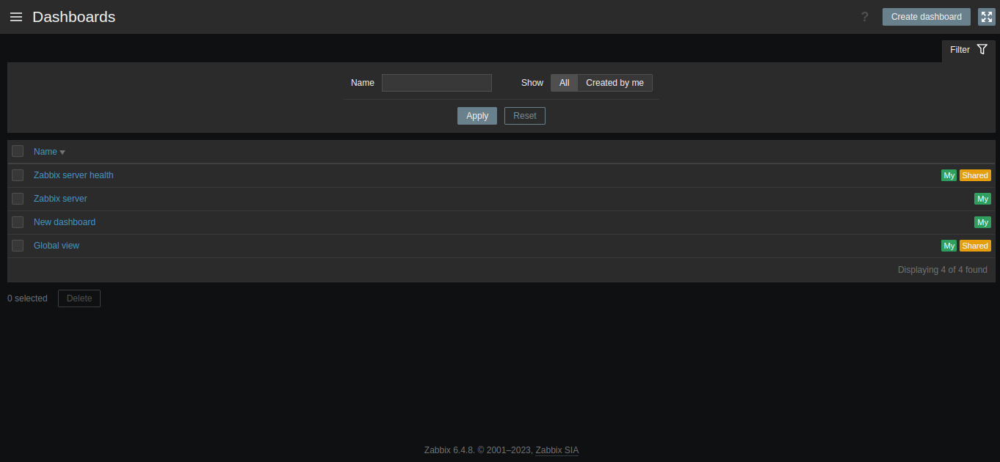 Dashboards
? Create dashboard
Filter
Name Show All Created by me
Apply Reset
Name
Zabbix server health My Shared
Zabbix server My
New dashboard My
Global view My Shared
Displaying 4 of 4 found
0 selected Delete
Zabbix 6.4.8. © 2001–2023, Zabbix SIA